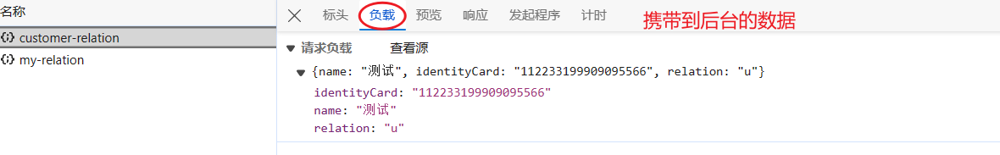 名称
customer-relation
my-relation
标头 负载 预览 响应 发起程序 计时
携带到后台的数据
请求负载 查看源
{name: "测试", identityCard: "112233199909095566", relation: "u"}
identityCard: "112233199909095566"
name: "测试"
relation: "u"